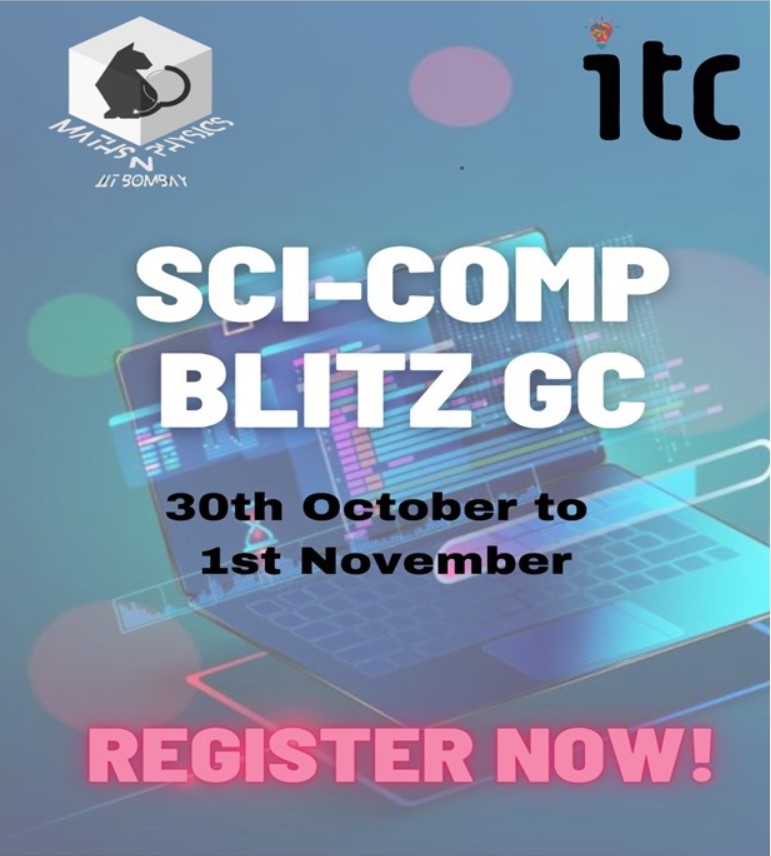 MATHS N PHYSICS
IIT BOMBAY
itc
SCI-COMP
BLITZ GC
30th October to
1st November
REGISTER NOW!